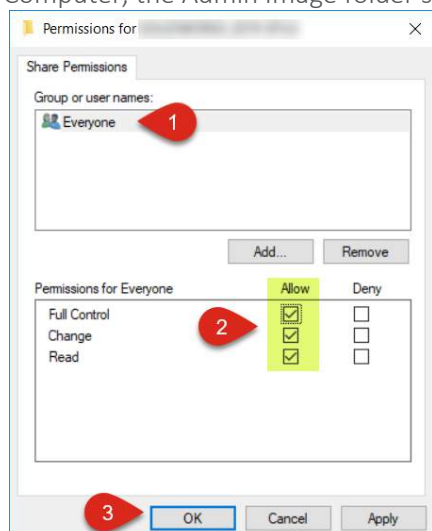 Computer, the Admin Image folder s
Permissions for
Share Permissions
Group or user names:
Everyone
1
Add... Remove
Permissions for Everyone Allow Deny
Full Control
Change
2
Read
3
OK Cancel Apply